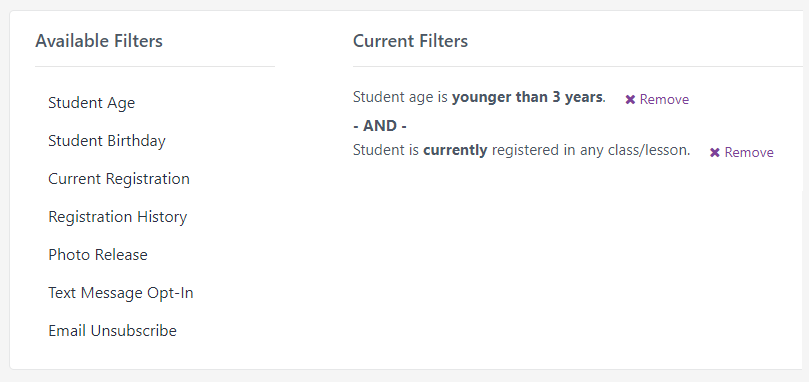 Available Filters
Student Age
Student Birthday
Current Registration
Registration History
Photo Release
Text Message Opt-In
Email Unsubscribe
Current Filters
Student age is younger than 3 years. ✖ Remove
- AND -
Student is currently registered in any class/lesson. ✖ Remove